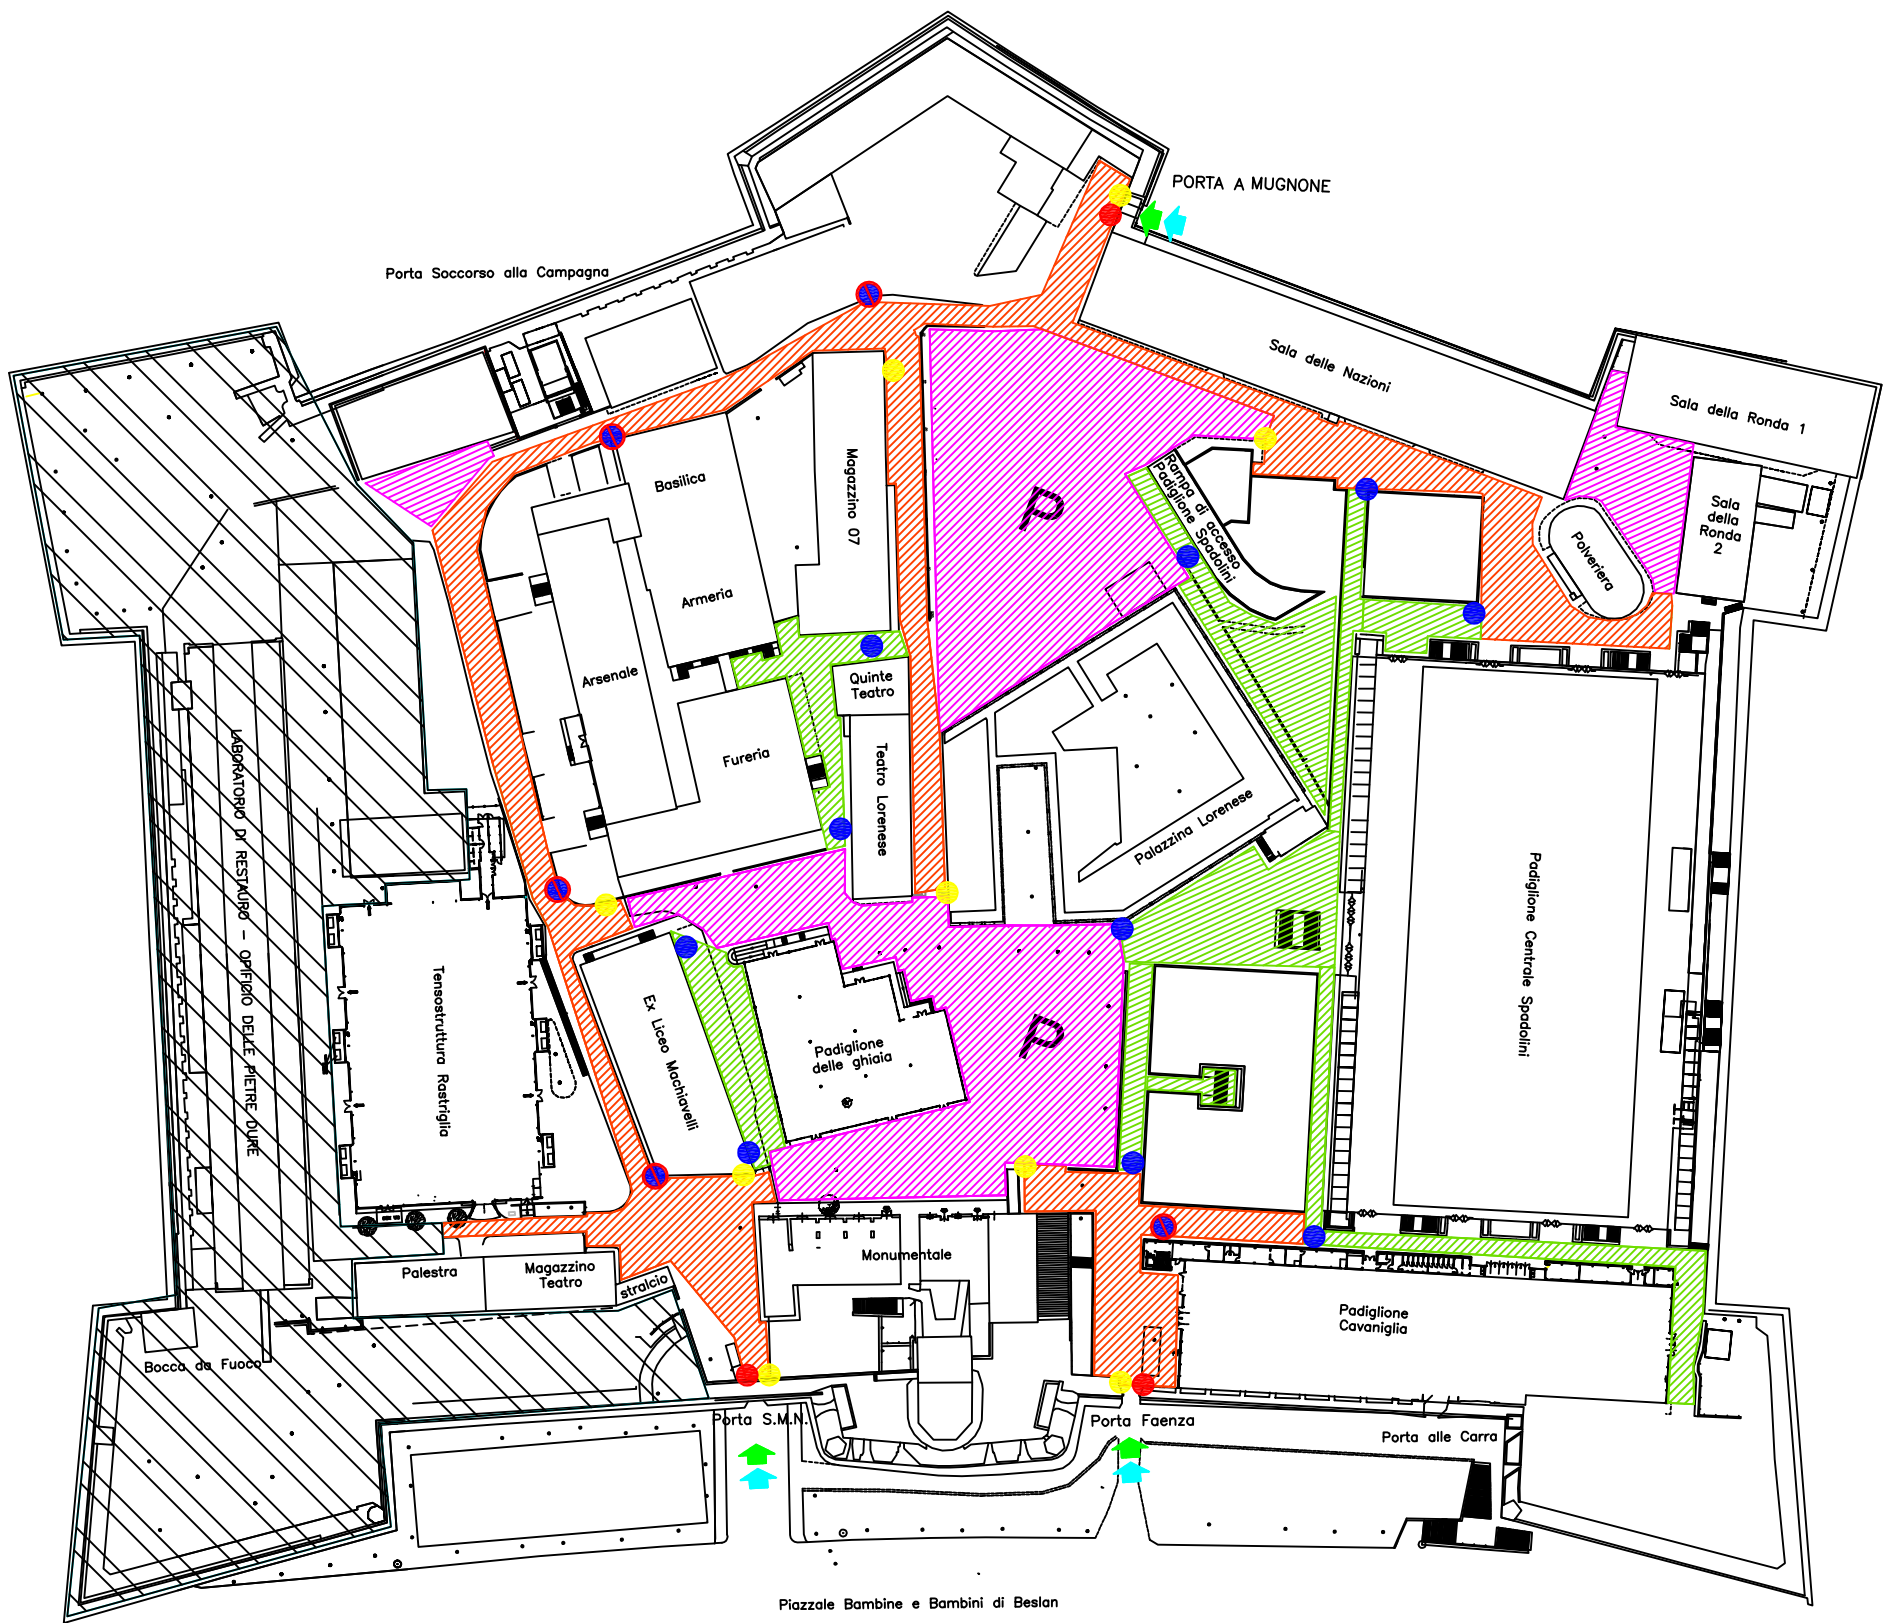 PORTA A MUGNONE
Porta Soccorso alla Campagna
Sala delle Nazioni
Sala della Ronda 1
Sala
della
Ronda
2
Polveriera
Rampa di accesso
Padiglione Spadolini
P
Basilica
Magazzino 07
Armeria
Arsenale
Quinte
Teatro
Fureria
Teatro Lorenese
Palazzina Lorenese
LABORATORIO DI RESTAURO - OPIFICIO DELLE PIETRE DURE
Padiglione Centrale Spadolini
Tensostruttura Rastriglia
Ex Liceo Machiavelli
Padiglione
delle ghiaia
P
Monumentale
Palestra
Magazzino
Teatro
stralcio
Padiglione
Cavaniglia
Bocca da Fuoco
Porta S.M.N.
Porta Faenza
Porta alle Carra
Piazzale Bambine e Bambini di Beslan